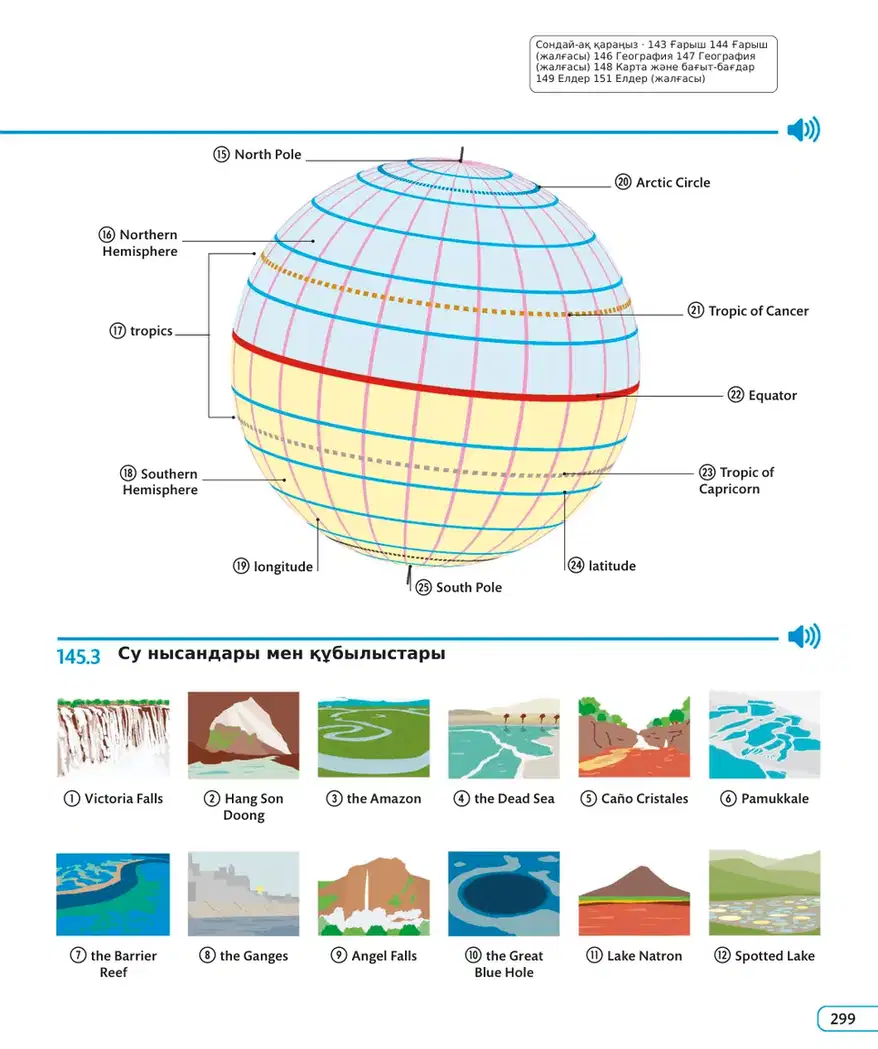 Сондай-ақ қараңыз · 143 Ғарыш 144 Ғарыш
(жалғасы) 146 География 147 География
(жалғасы) 148 Карта және бағыт-бағдар
149 Елдер 151 Елдер (жалғасы)
⑮ North Pole
⑳ Arctic Circle
⑯ Northern
Hemisphere
㉑ Tropic of Cancer
⑰ tropics
㉒ Equator
⑱ Southern
Hemisphere
㉓ Tropic of
Capricorn
⑲ longitude
㉔ latitude
㉕ South Pole
145.3 Су нысандары мен құбылыстары
① Victoria Falls
② Hang Son
Doong
③ the Amazon
④ the Dead Sea
⑤ Caño Cristales
⑥ Pamukkale
⑦ the Barrier
Reef
⑧ the Ganges
⑨ Angel Falls
⑩ the Great
Blue Hole
⑪ Lake Natron
⑫ Spotted Lake
299